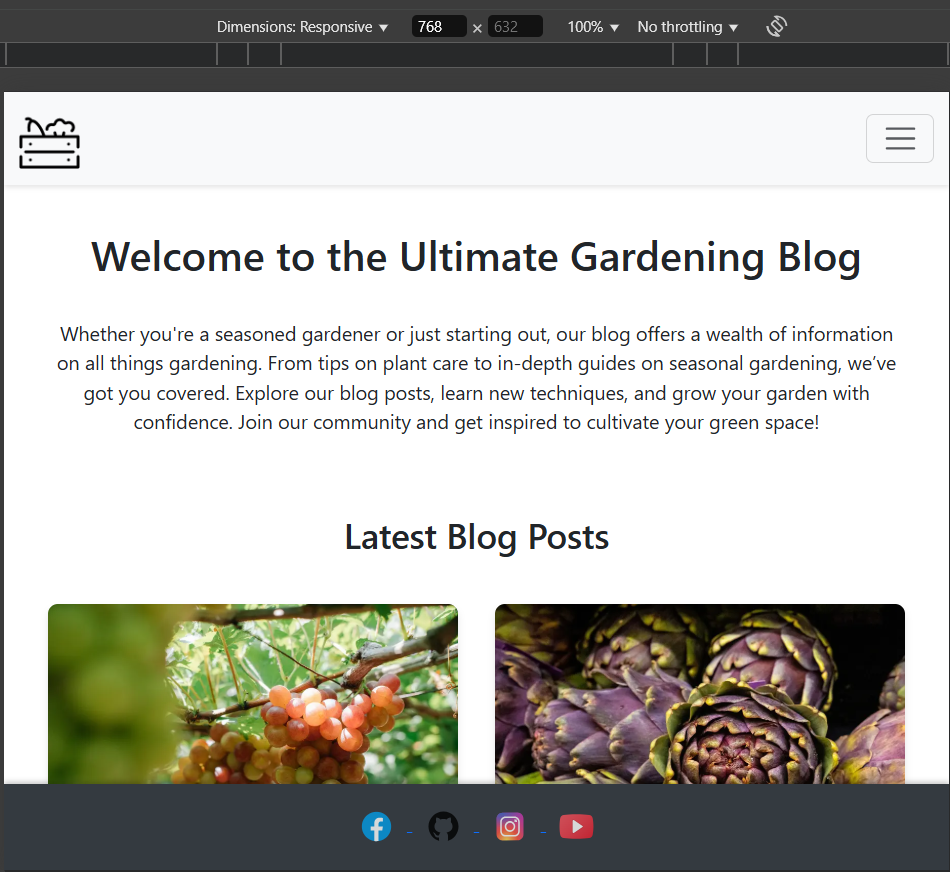 Dimensions: Responsive ▼ 768 × 632 100% ▼ No throttling ▼
Welcome to the Ultimate Gardening Blog
Whether you're a seasoned gardener or just starting out, our blog offers a wealth of information
on all things gardening. From tips on plant care to in-depth guides on seasonal gardening, we’ve
got you covered. Explore our blog posts, learn new techniques, and grow your garden with
confidence. Join our community and get inspired to cultivate your green space!
Latest Blog Posts